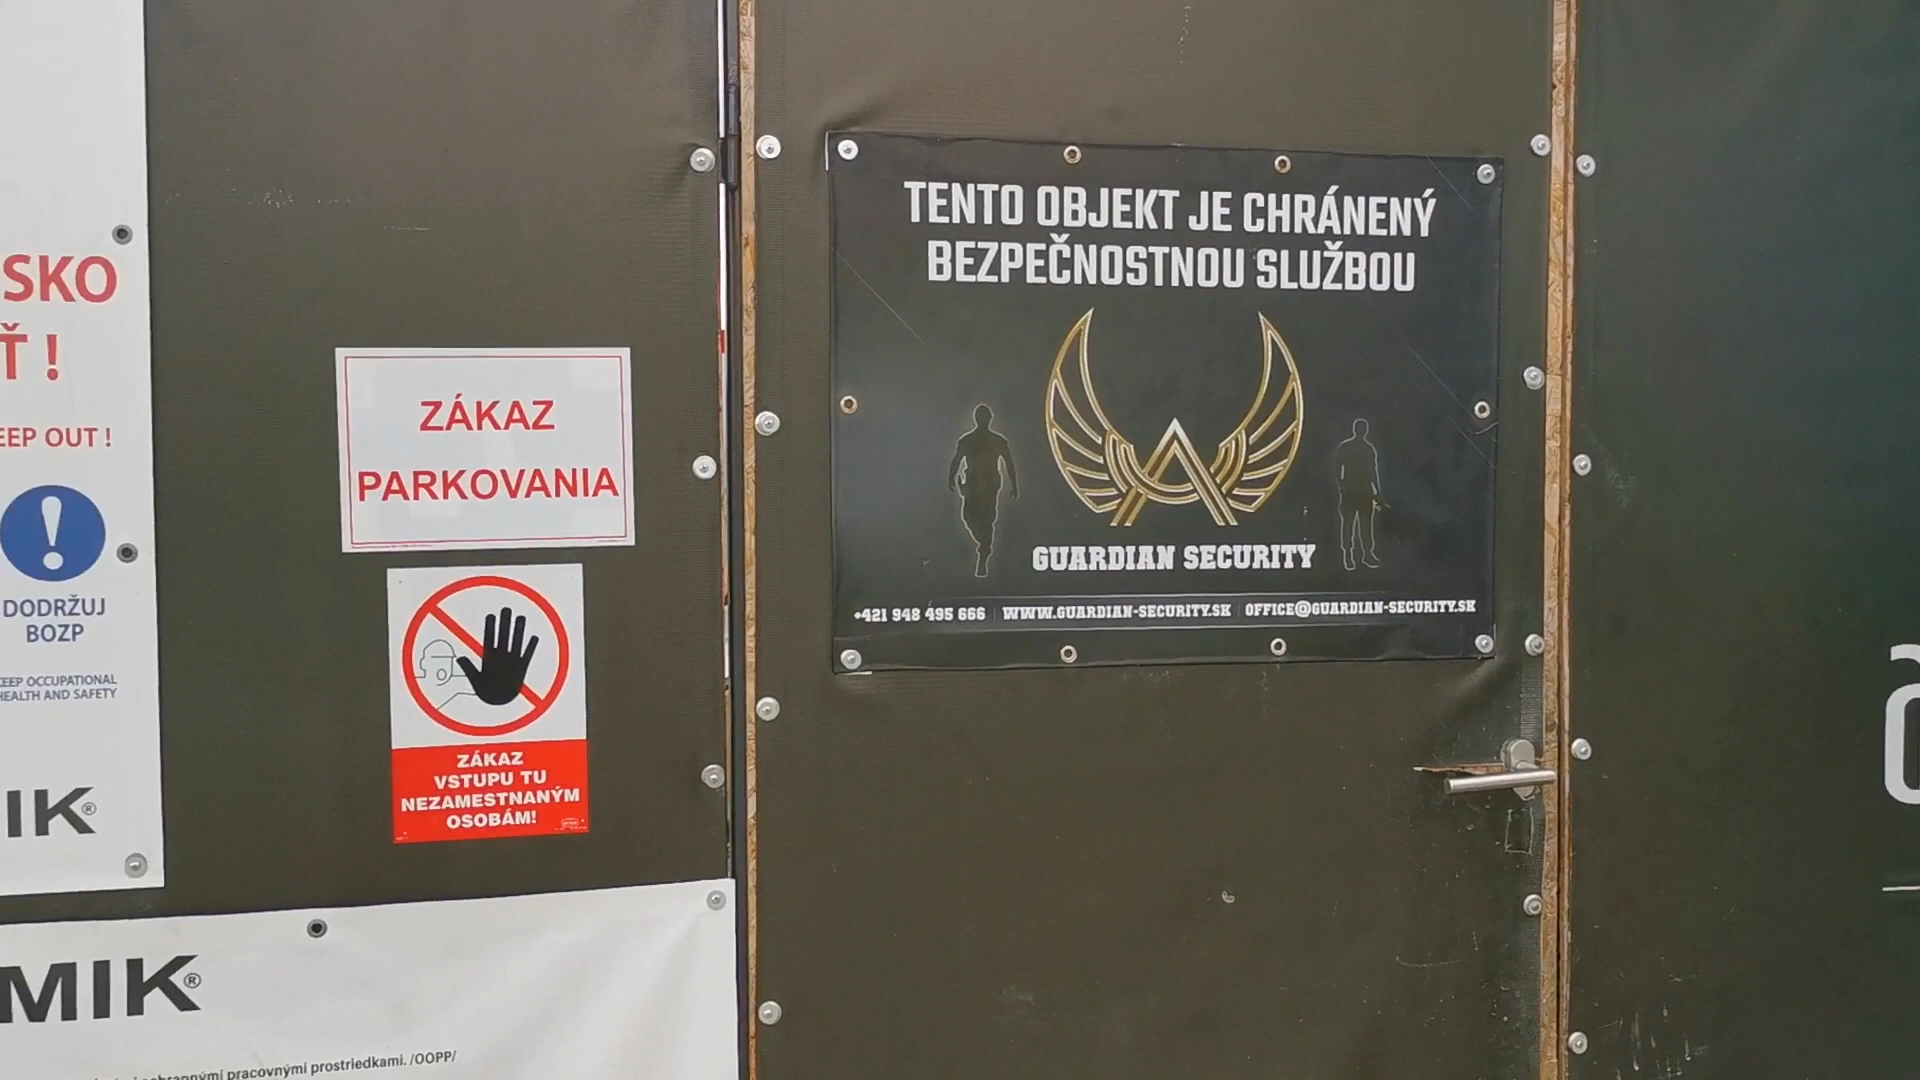 SKO
Ť !
EEP OUT !
DODRŽUJ
BOZP
KEEP OCCUPATIONAL
HEALTH AND SAFETY
IK®
ZÁKAZ
PARKOVANIA
ZÁKAZ
VSTUPU TU
NEZAMESTNANÝM
OSOBÁM!
MIK®
pracovnými prostriedkami. /OOPP/
TENTO OBJEKT JE CHRÁNENÝ
BEZPEČNOSTNOU SLUŽBOU
GUARDIAN SECURITY
+421 948 495 666 | WWW.GUARDIAN-SECURITY.SK | OFFICE@GUARDIAN-SECURITY.SK